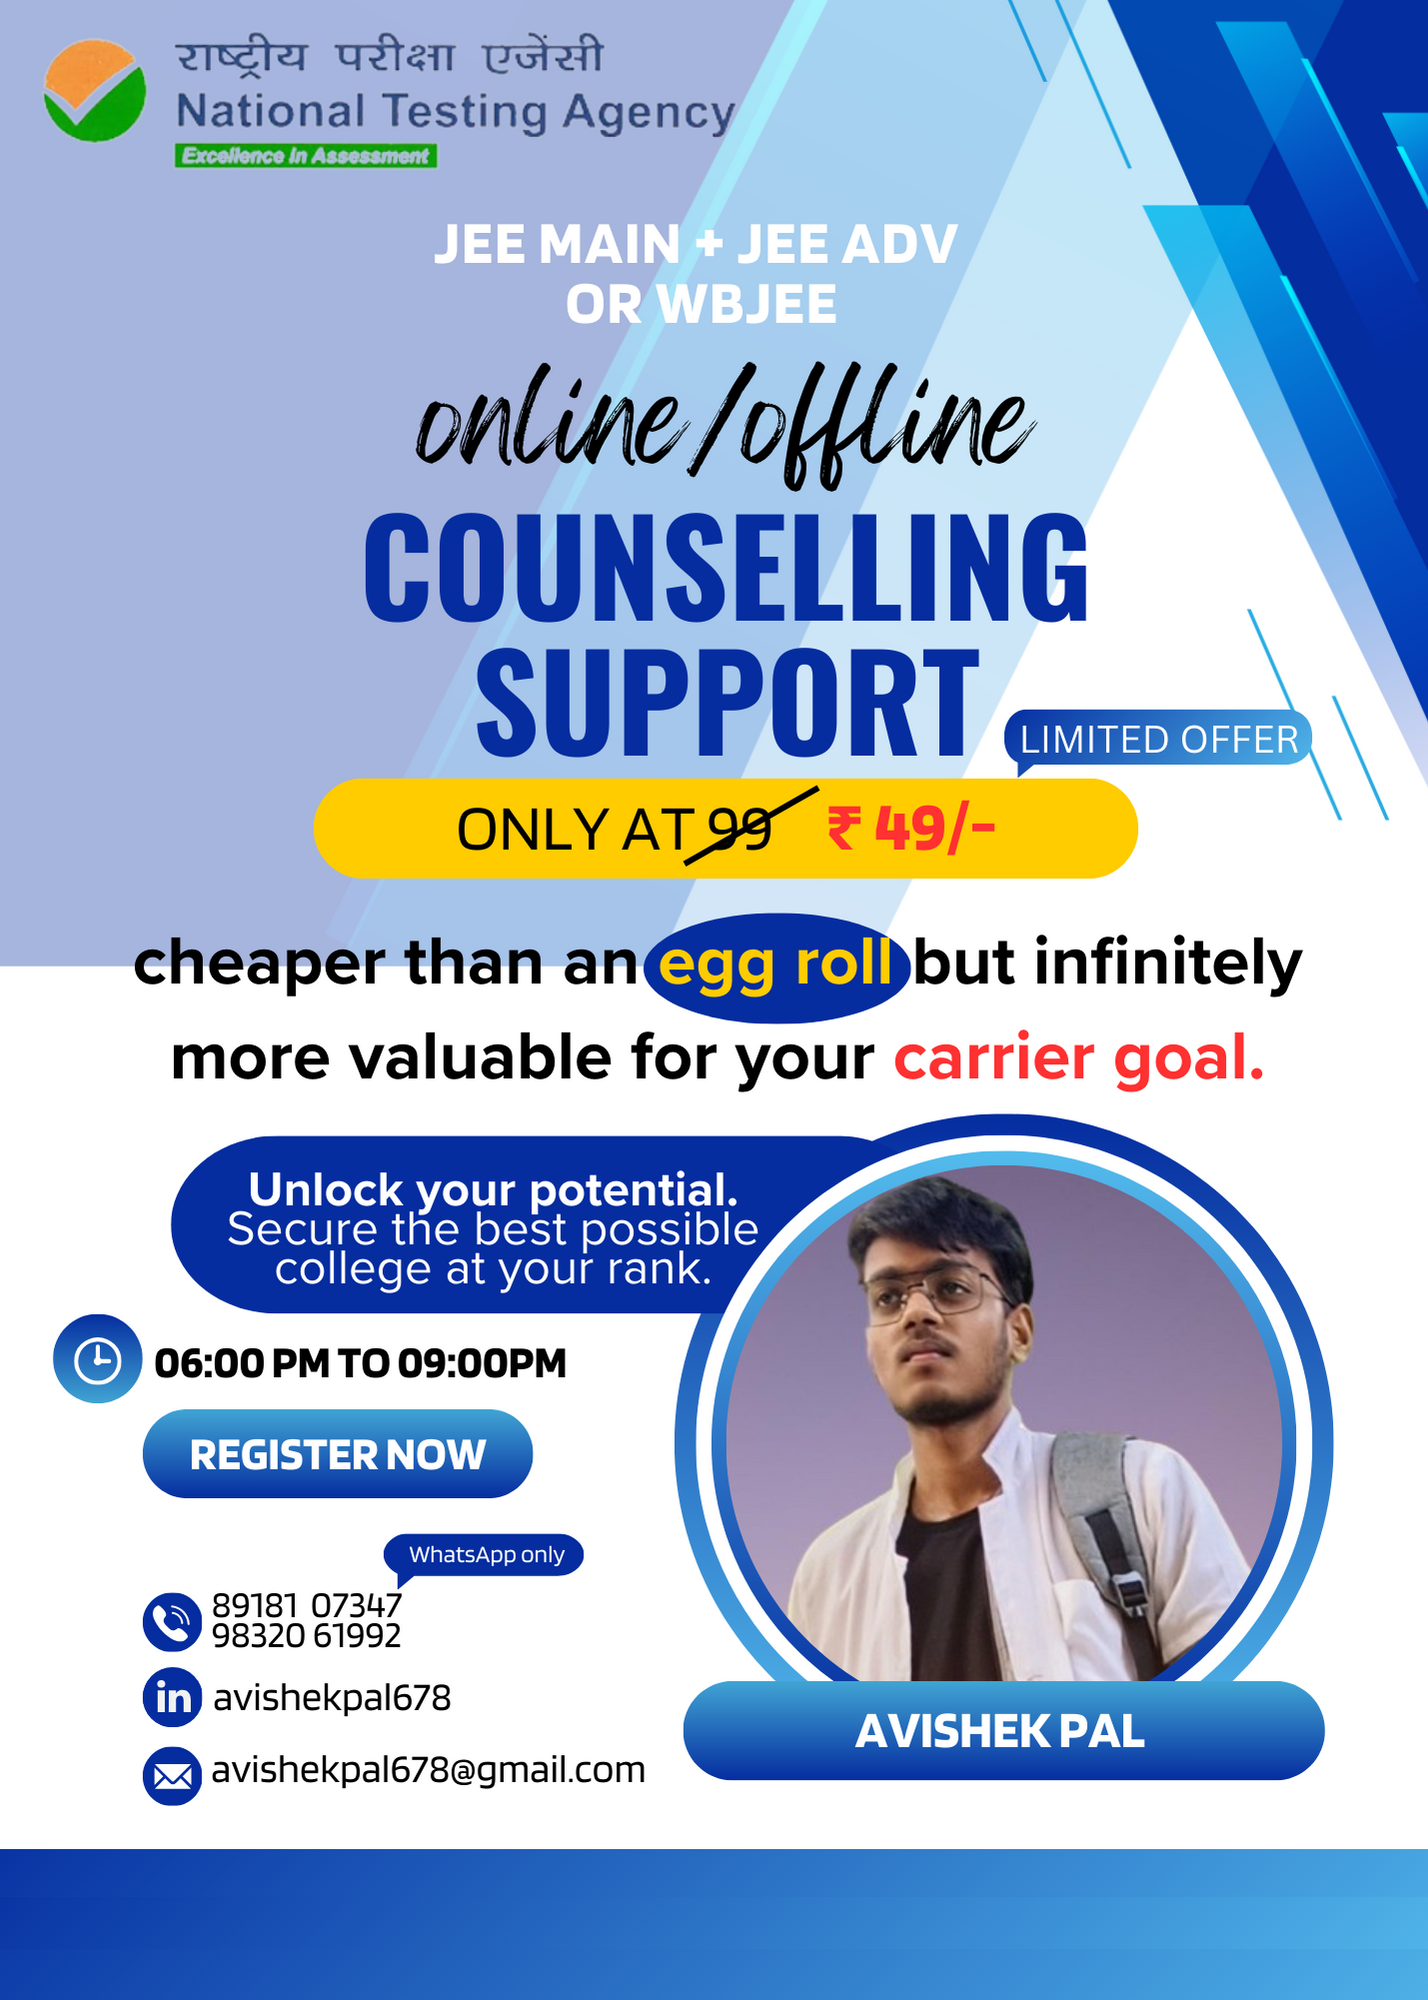 राष्ट्रीय परीक्षा एजेंसी
National Testing Agency
Excellence in Assessment
JEE MAIN + JEE ADV
OR WBJEE
online/offline
COUNSELLING
SUPPORT
LIMITED OFFER
ONLY AT 99 ₹ 49/-
cheaper than an egg roll but infinitely
more valuable for your carrier goal.
Unlock your potential.
Secure the best possible
college at your rank.
06:00 PM TO 09:00PM
REGISTER NOW
WhatsApp only
89181 07347
98320 61992
in avishekpal678
avishekpal678@gmail.com
AVISHEK PAL